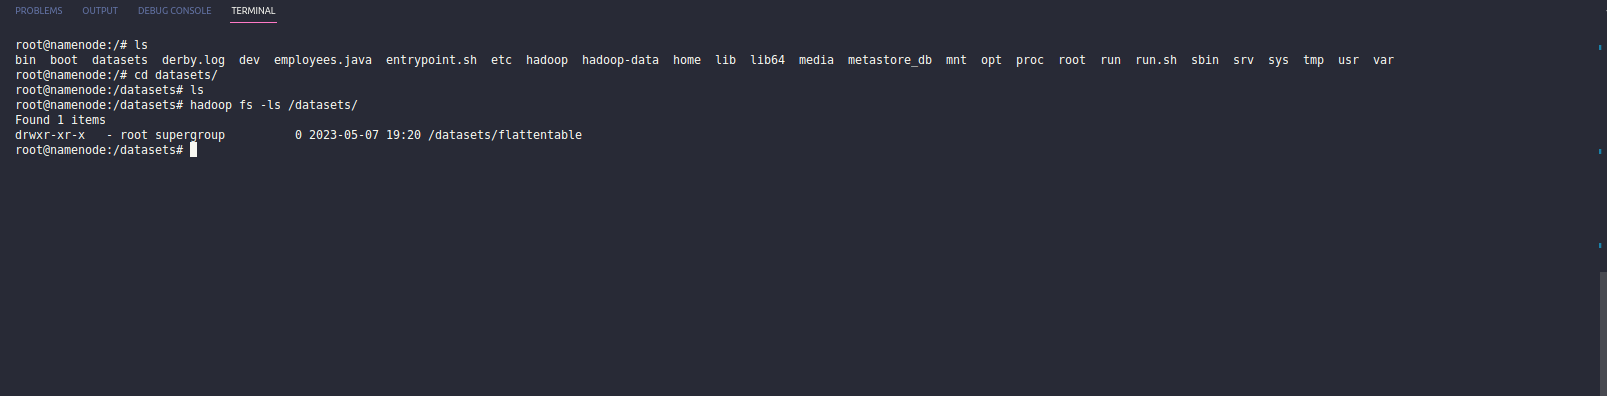 PROBLEMS OUTPUT DEBUG CONSOLE TERMINAL
root@namenode:/# ls
bin boot datasets derby.log dev employees.java entrypoint.sh etc hadoop hadoop-data home lib lib64 media metastore_db mnt opt proc root run run.sh sbin srv sys tmp usr var
root@namenode:/# cd datasets/
root@namenode:/datasets# ls
root@namenode:/datasets# hadoop fs -ls /datasets/
Found 1 items
drwxr-xr-x   - root supergroup          0 2023-05-07 19:20 /datasets/flattentable
root@namenode:/datasets#